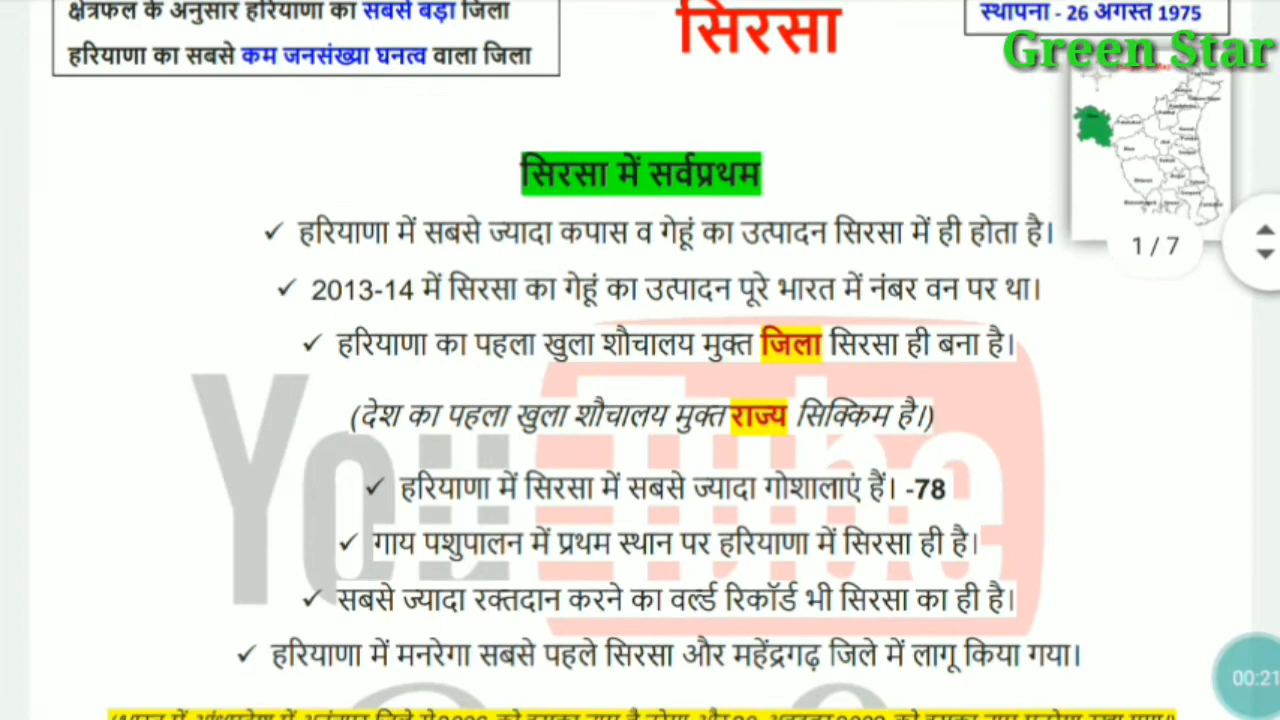 क्षेत्रफल के अनुसार हरियाणा का सबसे बड़ा जिला
हरियाणा का सबसे कम जनसंख्या घनत्व वाला जिला
सिरसा
स्थापना - 26 अगस्त 1975
Green Star
सिरसा में सर्वप्रथम
✓ हरियाणा में सबसे ज्यादा कपास व गेहूं का उत्पादन सिरसा में ही होता है।
1 / 7
✓ 2013-14 में सिरसा का गेहूं का उत्पादन पूरे भारत में नंबर वन पर था।
✓ हरियाणा का पहला खुला शौचालय मुक्त जिला सिरसा ही बना है।
(देश का पहला खुला शौचालय मुक्त राज्य सिक्किम है।)
✓ हरियाणा में सिरसा में सबसे ज्यादा गोशालाएं हैं। -78
✓ गाय पशुपालन में प्रथम स्थान पर हरियाणा में सिरसा ही है।
✓ सबसे ज्यादा रक्तदान करने का वर्ल्ड रिकॉर्ड भी सिरसा का ही है।
✓ हरियाणा में मनरेगा सबसे पहले सिरसा और महेंद्रगढ़ जिले में लागू किया गया।
YouTube
00:21